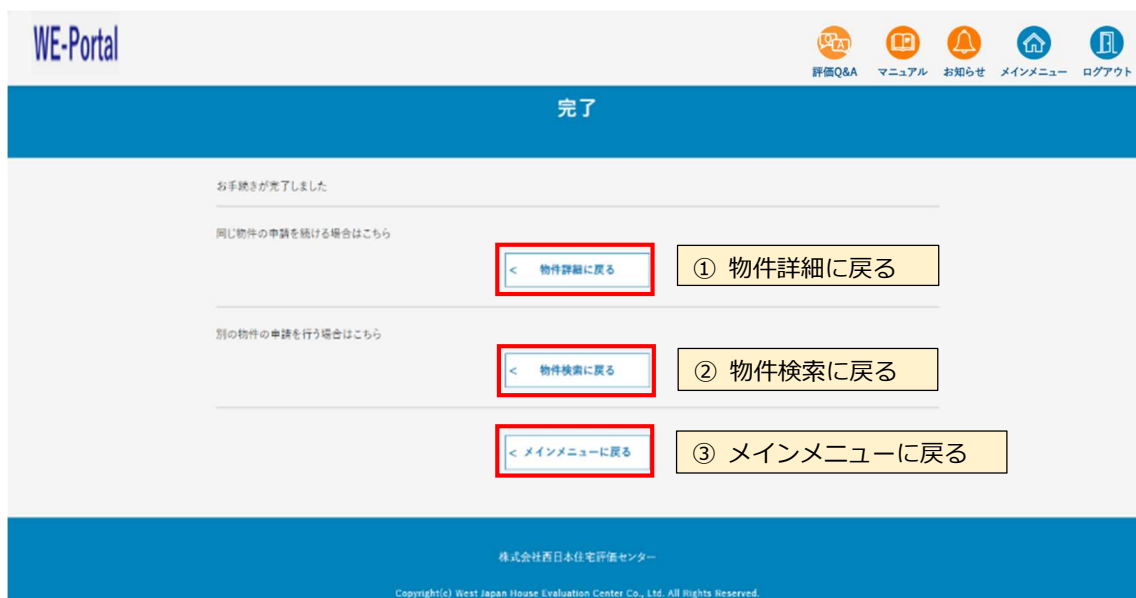 WE-Portal
評価Q&A マニュアル お知らせ メインメニュー ログアウト
完了
お手続きが完了しました
同じ物件の申請を続ける場合はこちら
< 物件詳細に戻る
① 物件詳細に戻る
別の物件の申請を行う場合はこちら
< 物件検索に戻る
② 物件検索に戻る
< メインメニューに戻る
③ メインメニューに戻る
株式会社西日本住宅評価センター
Copyright(c) West Japan House Evaluation Center Co., Ltd. All Rights Reserved.